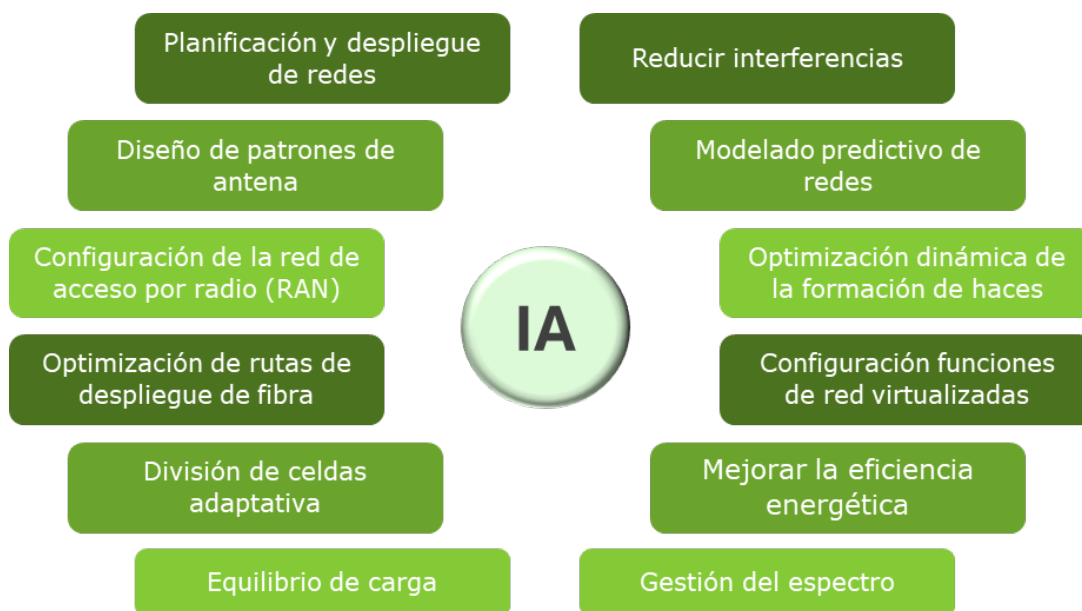 Planificación y despliegue
de redes
Reducir interferencias
Diseño de patrones de
antena
Modelado predictivo de
redes
Configuración de la red de
acceso por radio (RAN)
Optimización dinámica de
la formación de haces
IA
Optimización de rutas de
despliegue de fibra
Configuración funciones
de red virtualizadas
División de celdas
adaptativa
Mejorar la eficiencia
energética
Equilibrio de carga
Gestión del espectro